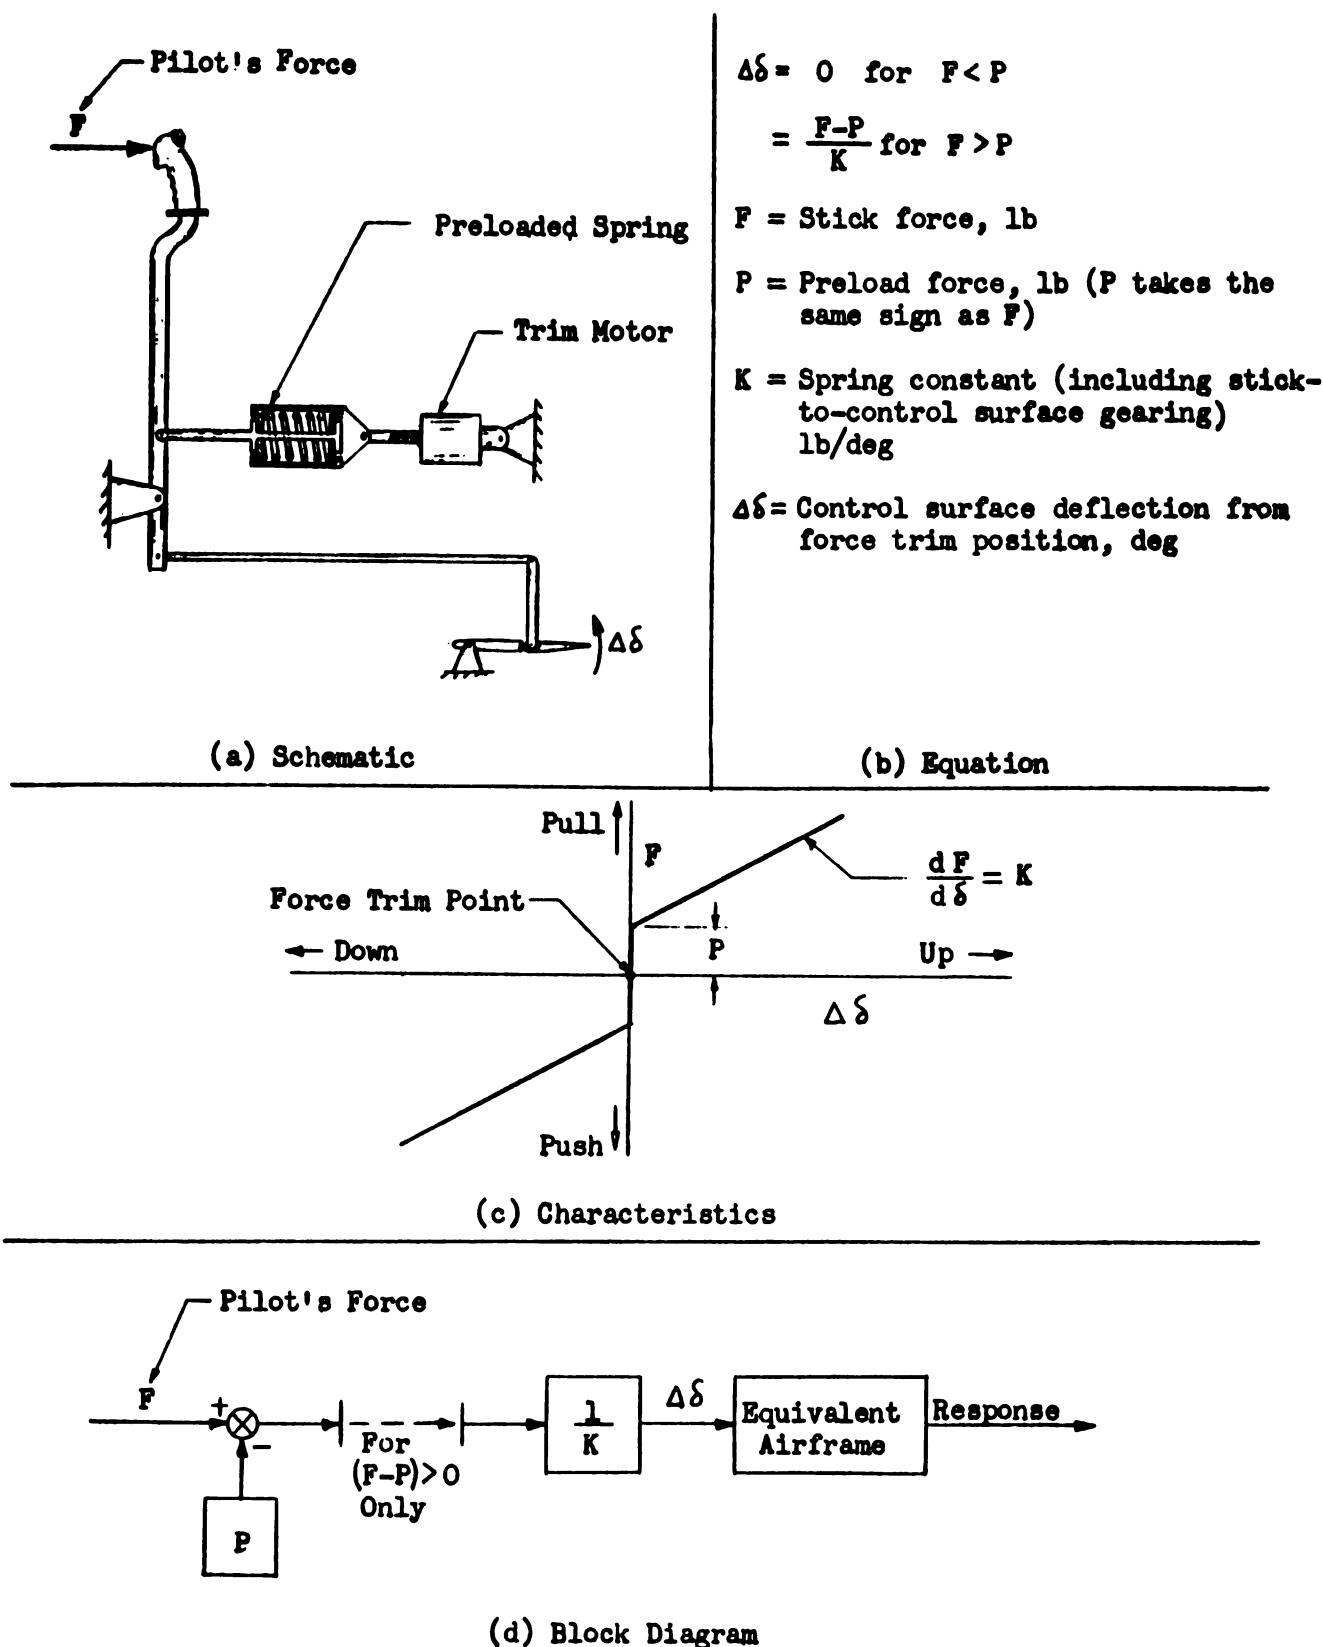 Pilot's Force
F
Preloaded Spring
Trim Motor
Δδ
(a) Schematic
Δδ = 0 for F < P
= F-P/K for F > P
F = Stick force, lb
P = Preload force, lb (P takes the
same sign as F)
K = Spring constant (including stick-
to-control surface gearing)
lb/deg
Δδ = Control surface deflection from
force trim position, deg
(b) Equation
Pull
F
dF/dδ = K
Force Trim Point
Down
P
Up
Δδ
Push
(c) Characteristics
Pilot's Force
F
+
-
P
For
(F-P)>0
Only
1/K
Δδ
Equivalent
Airframe
Response
(d) Block Diagram